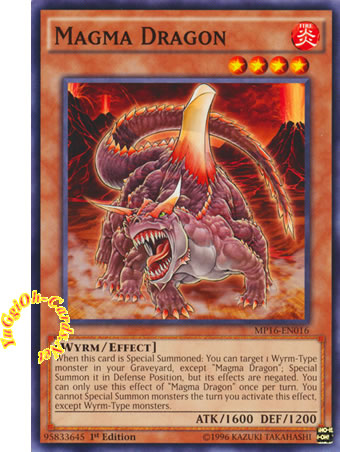 MAGMA DRAGON
FIRE
炎
MP16-EN016
[WYRM/EFFECT]
When this card is Special Summoned: You can target 1 Wyrm-Type
monster in your Graveyard, except "Magma Dragon"; Special
Summon it in Defense Position, but its effects are negated. You
can only use this effect of "Magma Dragon" once per turn. You
cannot Special Summon monsters the turn you activate this effect,
except Wyrm-Type monsters.
ATK/1600 DEF/1200
95833645 1st Edition ©1996 KAZUKI TAKAHASHI